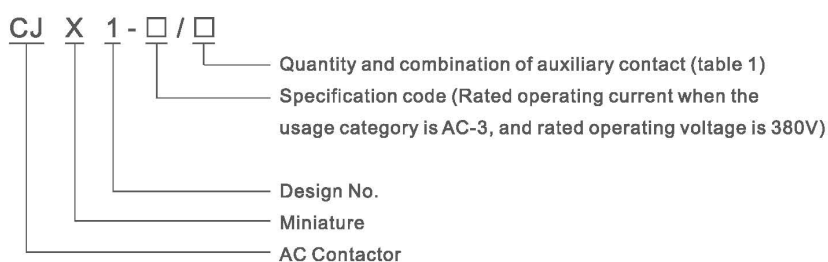 CJ X 1 - □ / □
Quantity and combination of auxiliary contact (table 1)
Specification code (Rated operating current when the
usage category is AC-3, and rated operating voltage is 380V)
Design No.
Miniature
AC Contactor